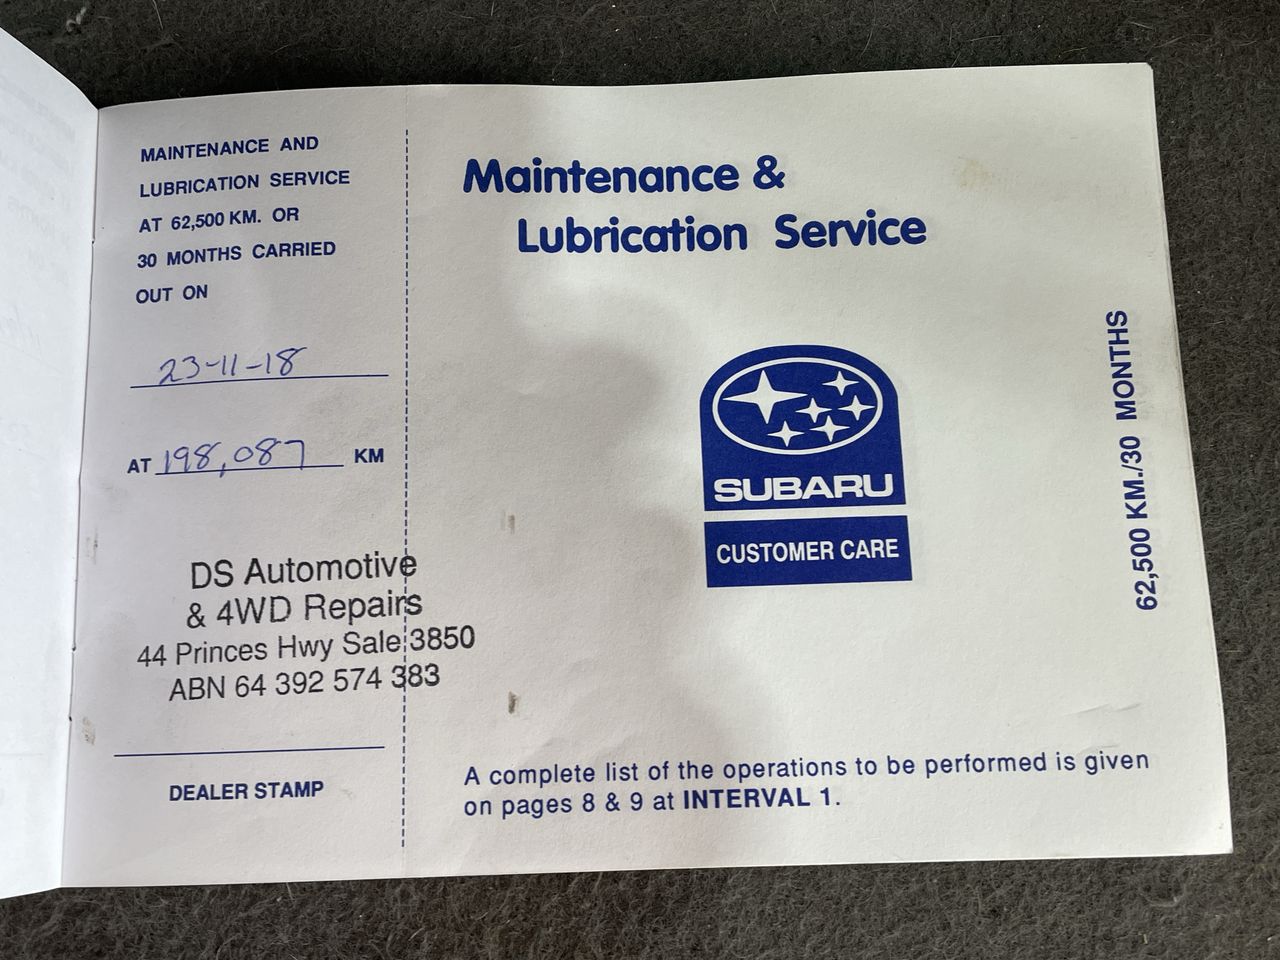 MAINTENANCE AND
LUBRICATION SERVICE
AT 62,500 KM. OR
30 MONTHS CARRIED
OUT ON
23-11-18
AT 198,087 KM
DS Automotive
& 4WD Repairs
44 Princes Hwy Sale 3850
ABN 64 392 574 383
DEALER STAMP
Maintenance &
Lubrication Service
SUBARU
CUSTOMER CARE
A complete list of the operations to be performed is given
on pages 8 & 9 at INTERVAL 1.
62,500 KM./30 MONTHS